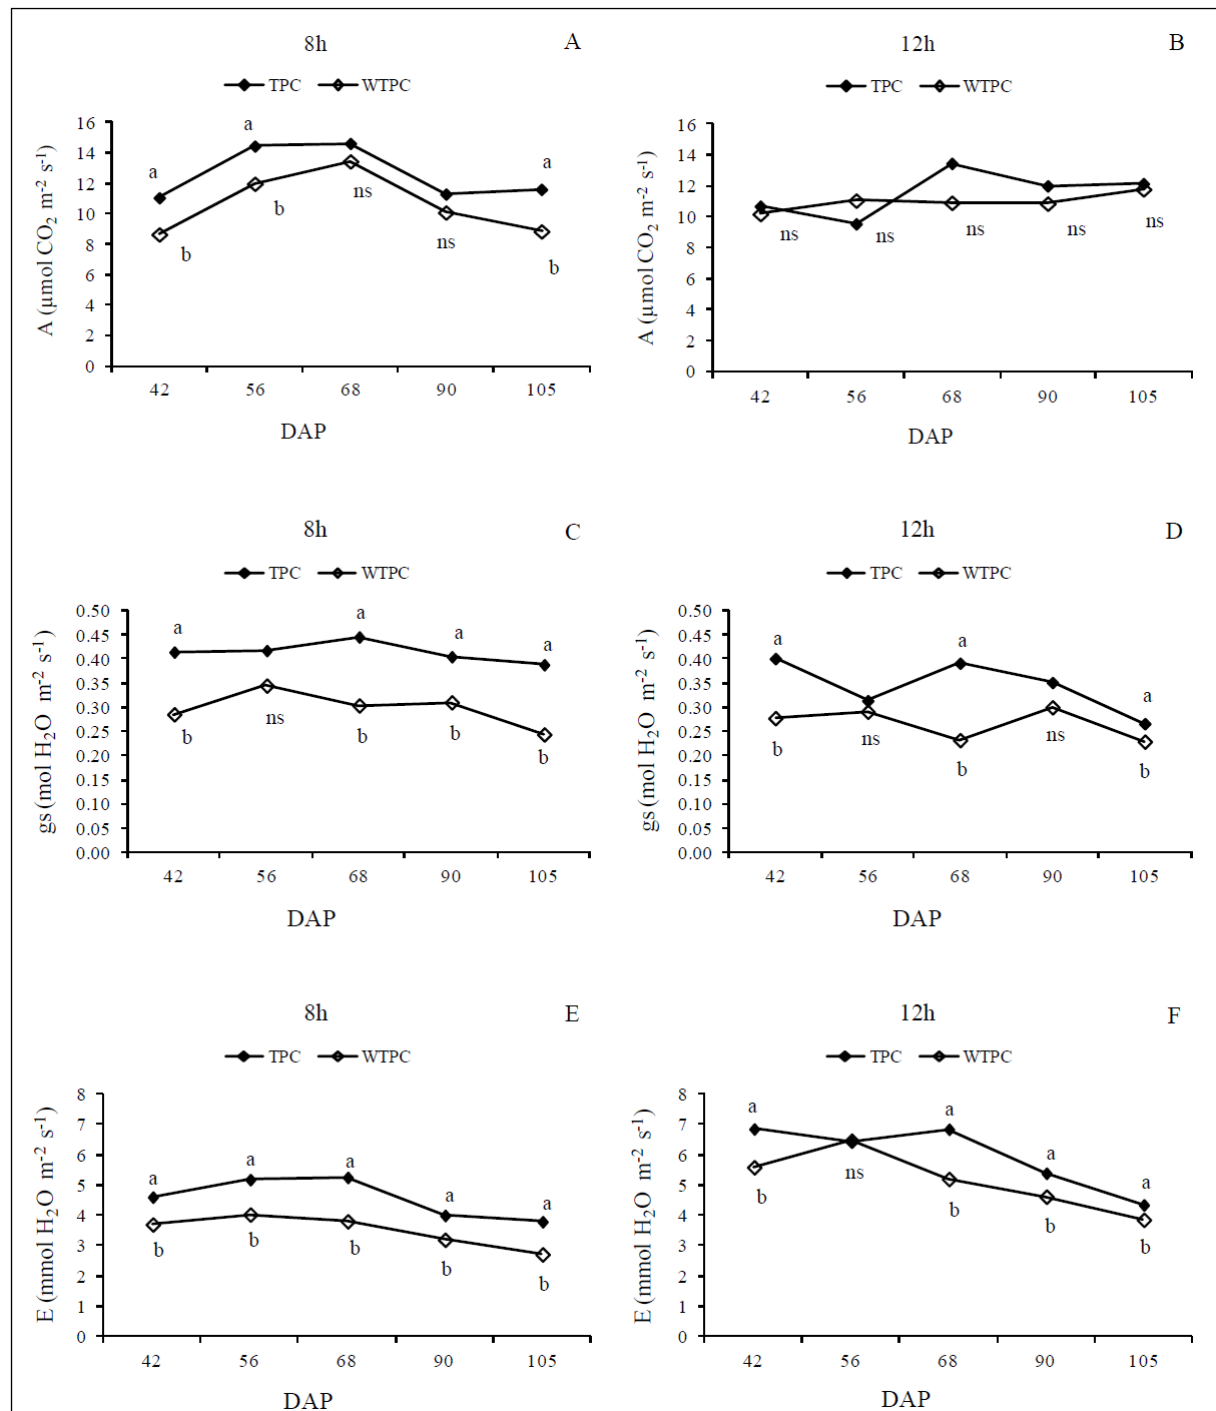 8h A
TPC WTPC
A (µmol CO₂ m⁻² s⁻¹)
16
14
12
10
8
6
4
2
0
a a a
b b ns ns b
42 56 68 90 105
DAP
12h B
TPC WTPC
A (µmol CO₂ m⁻² s⁻¹)
16
14
12
10
8
6
4
2
0
ns ns ns ns ns
42 56 68 90 105
DAP
8h C
TPC WTPC
gs (mol H₂O m⁻² s⁻¹)
0.50
0.45
0.40
0.35
0.30
0.25
0.20
0.15
0.10
0.05
0.00
a a a a
b ns b b b
42 56 68 90 105
DAP
12h D
TPC WTPC
gs (mol H₂O m⁻² s⁻¹)
0.50
0.45
0.40
0.35
0.30
0.25
0.20
0.15
0.10
0.05
0.00
a a a
b ns b ns b
42 56 68 90 105
DAP
8h E
TPC WTPC
E (mmol H₂O m⁻² s⁻¹)
8
7
6
5
4
3
2
1
0
a a a a a
b b b b b
42 56 68 90 105
DAP
12h F
TPC WTPC
E (mmol H₂O m⁻² s⁻¹)
8
7
6
5
4
3
2
1
0
a a a a
b ns b b b
42 56 68 90 105
DAP